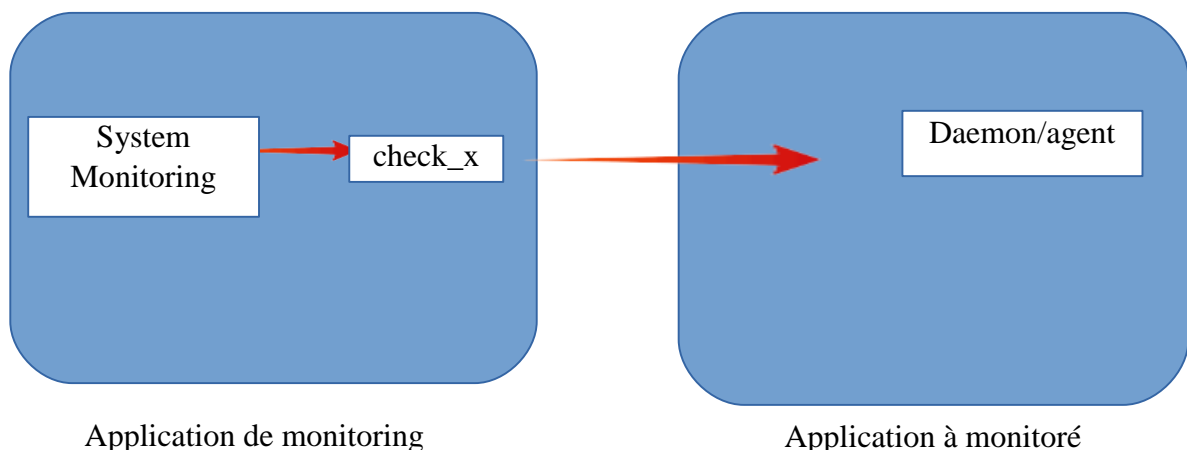 System
Monitoring
check_x
Daemon/agent
Application de monitoring
Application à monitoré